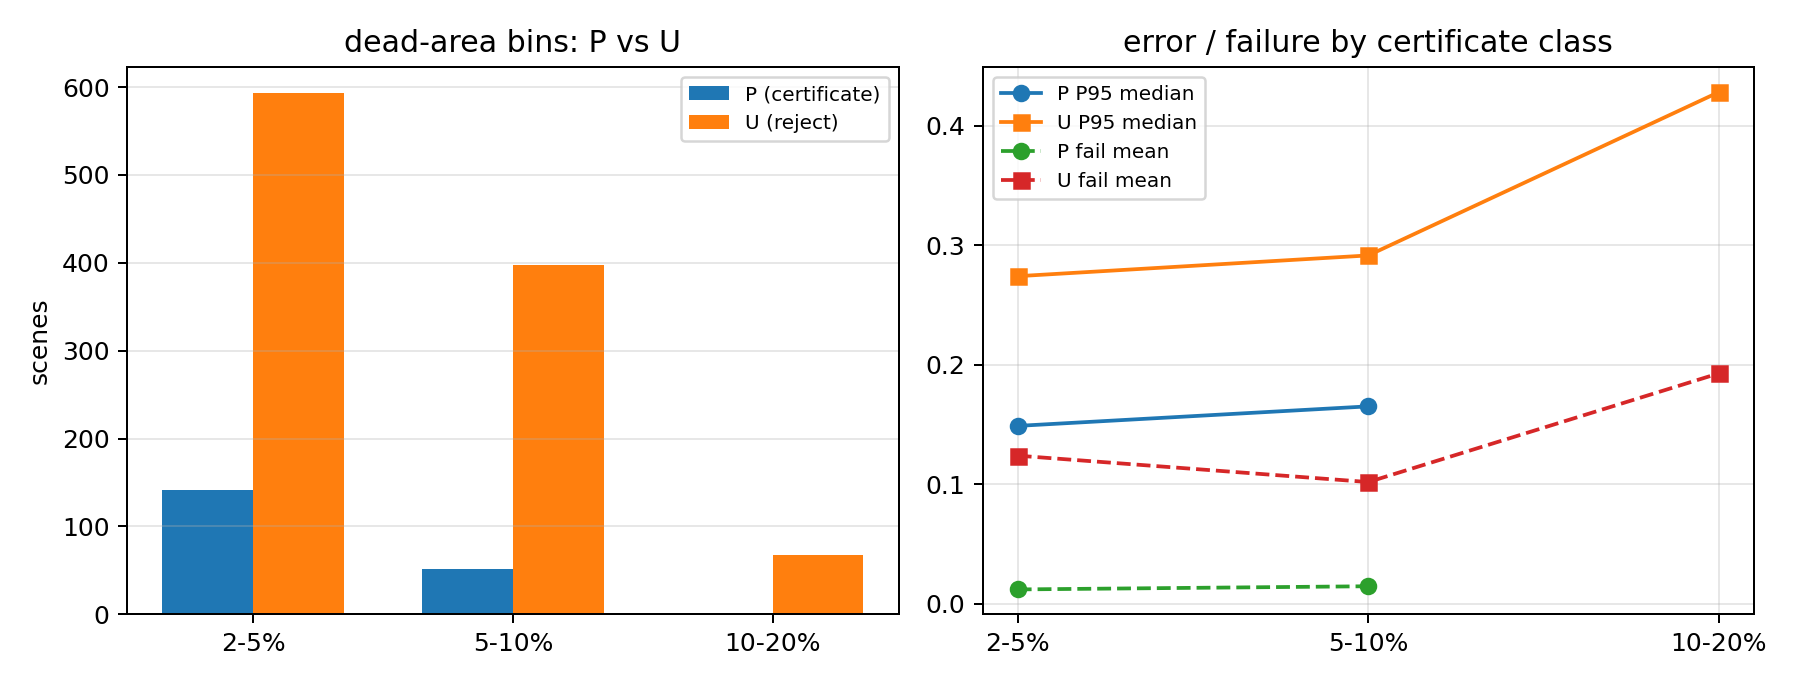 dead-area bins: P vs U
600
500
400
300
200
100
0
scenes
P (certificate)
U (reject)
2-5%
5-10%
10-20%
error / failure by certificate class
0.4
0.3
0.2
0.1
0.0
P P95 median
U P95 median
P fail mean
U fail mean
2-5%
5-10%
10-20%